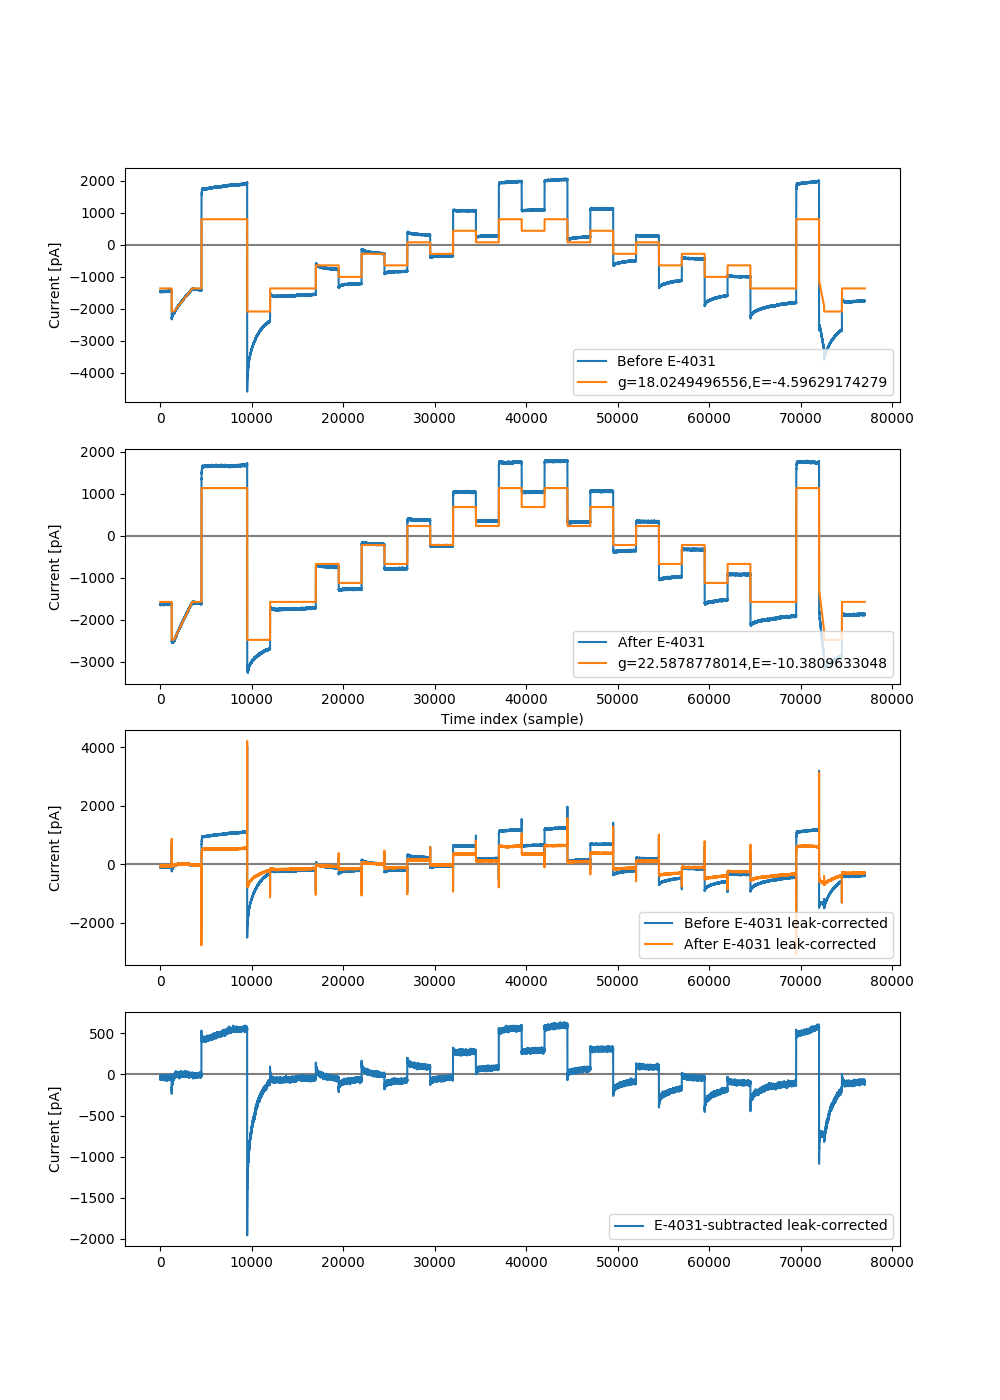 2000
1000
0
−1000
−2000
−3000
−4000
Current [pA]
Before E-4031
g=18.0249496556,E=-4.59629174279
0 10000 20000 30000 40000 50000 60000 70000 80000
2000
1000
0
−1000
−2000
−3000
Current [pA]
After E-4031
g=22.5878778014,E=-10.3809633048
0 10000 20000 30000 40000 50000 60000 70000 80000
Time index (sample)
4000
2000
0
−2000
Current [pA]
Before E-4031 leak-corrected
After E-4031 leak-corrected
0 10000 20000 30000 40000 50000 60000 70000 80000
500
0
−500
−1000
−1500
−2000
Current [pA]
E-4031-subtracted leak-corrected
0 10000 20000 30000 40000 50000 60000 70000 80000